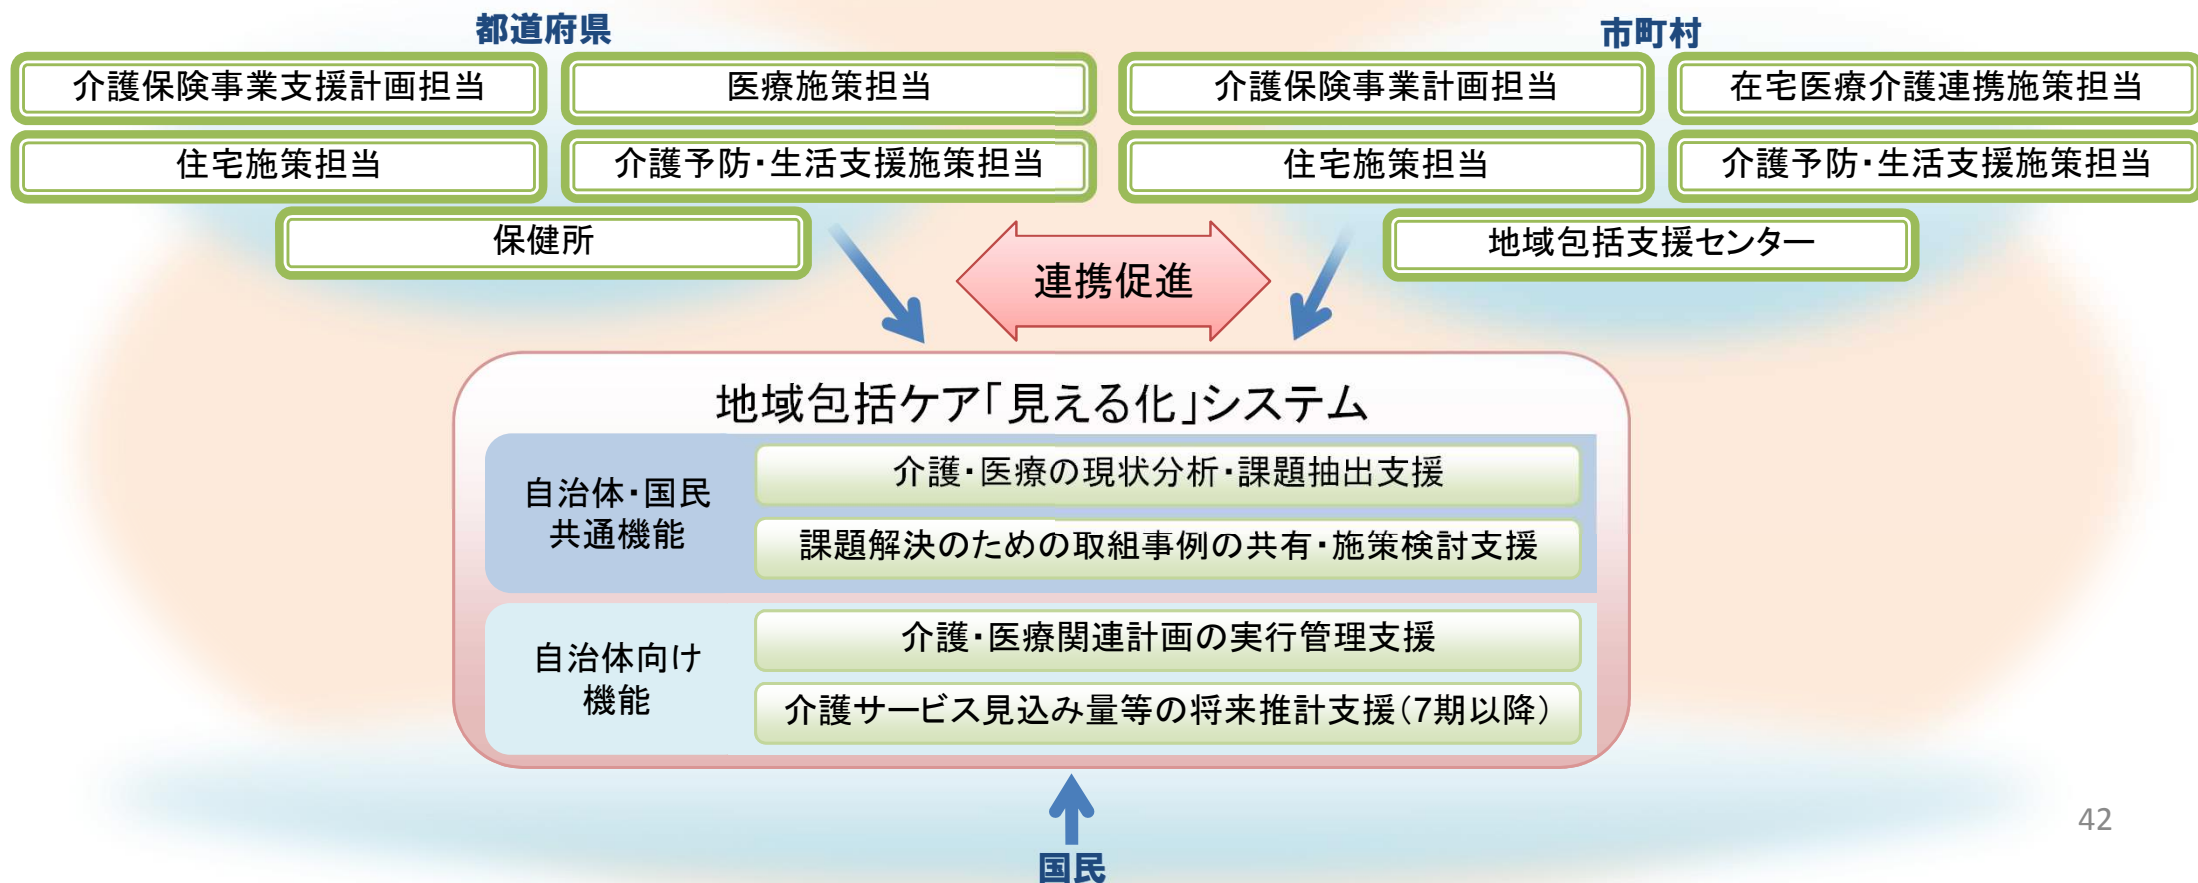 都道府県
介護保険事業支援計画担当
医療施策担当
住宅施策担当
介護予防・生活支援施策担当
保健所
市町村
介護保険事業計画担当
在宅医療介護連携施策担当
住宅施策担当
介護予防・生活支援施策担当
地域包括支援センター
連携促進
地域包括ケア「見える化」システム
自治体・国民
共通機能
介護・医療の現状分析・課題抽出支援
課題解決のための取組事例の共有・施策検討支援
自治体向け
機能
介護・医療関連計画の実行管理支援
介護サービス見込み量等の将来推計支援(7期以降)
国民
42